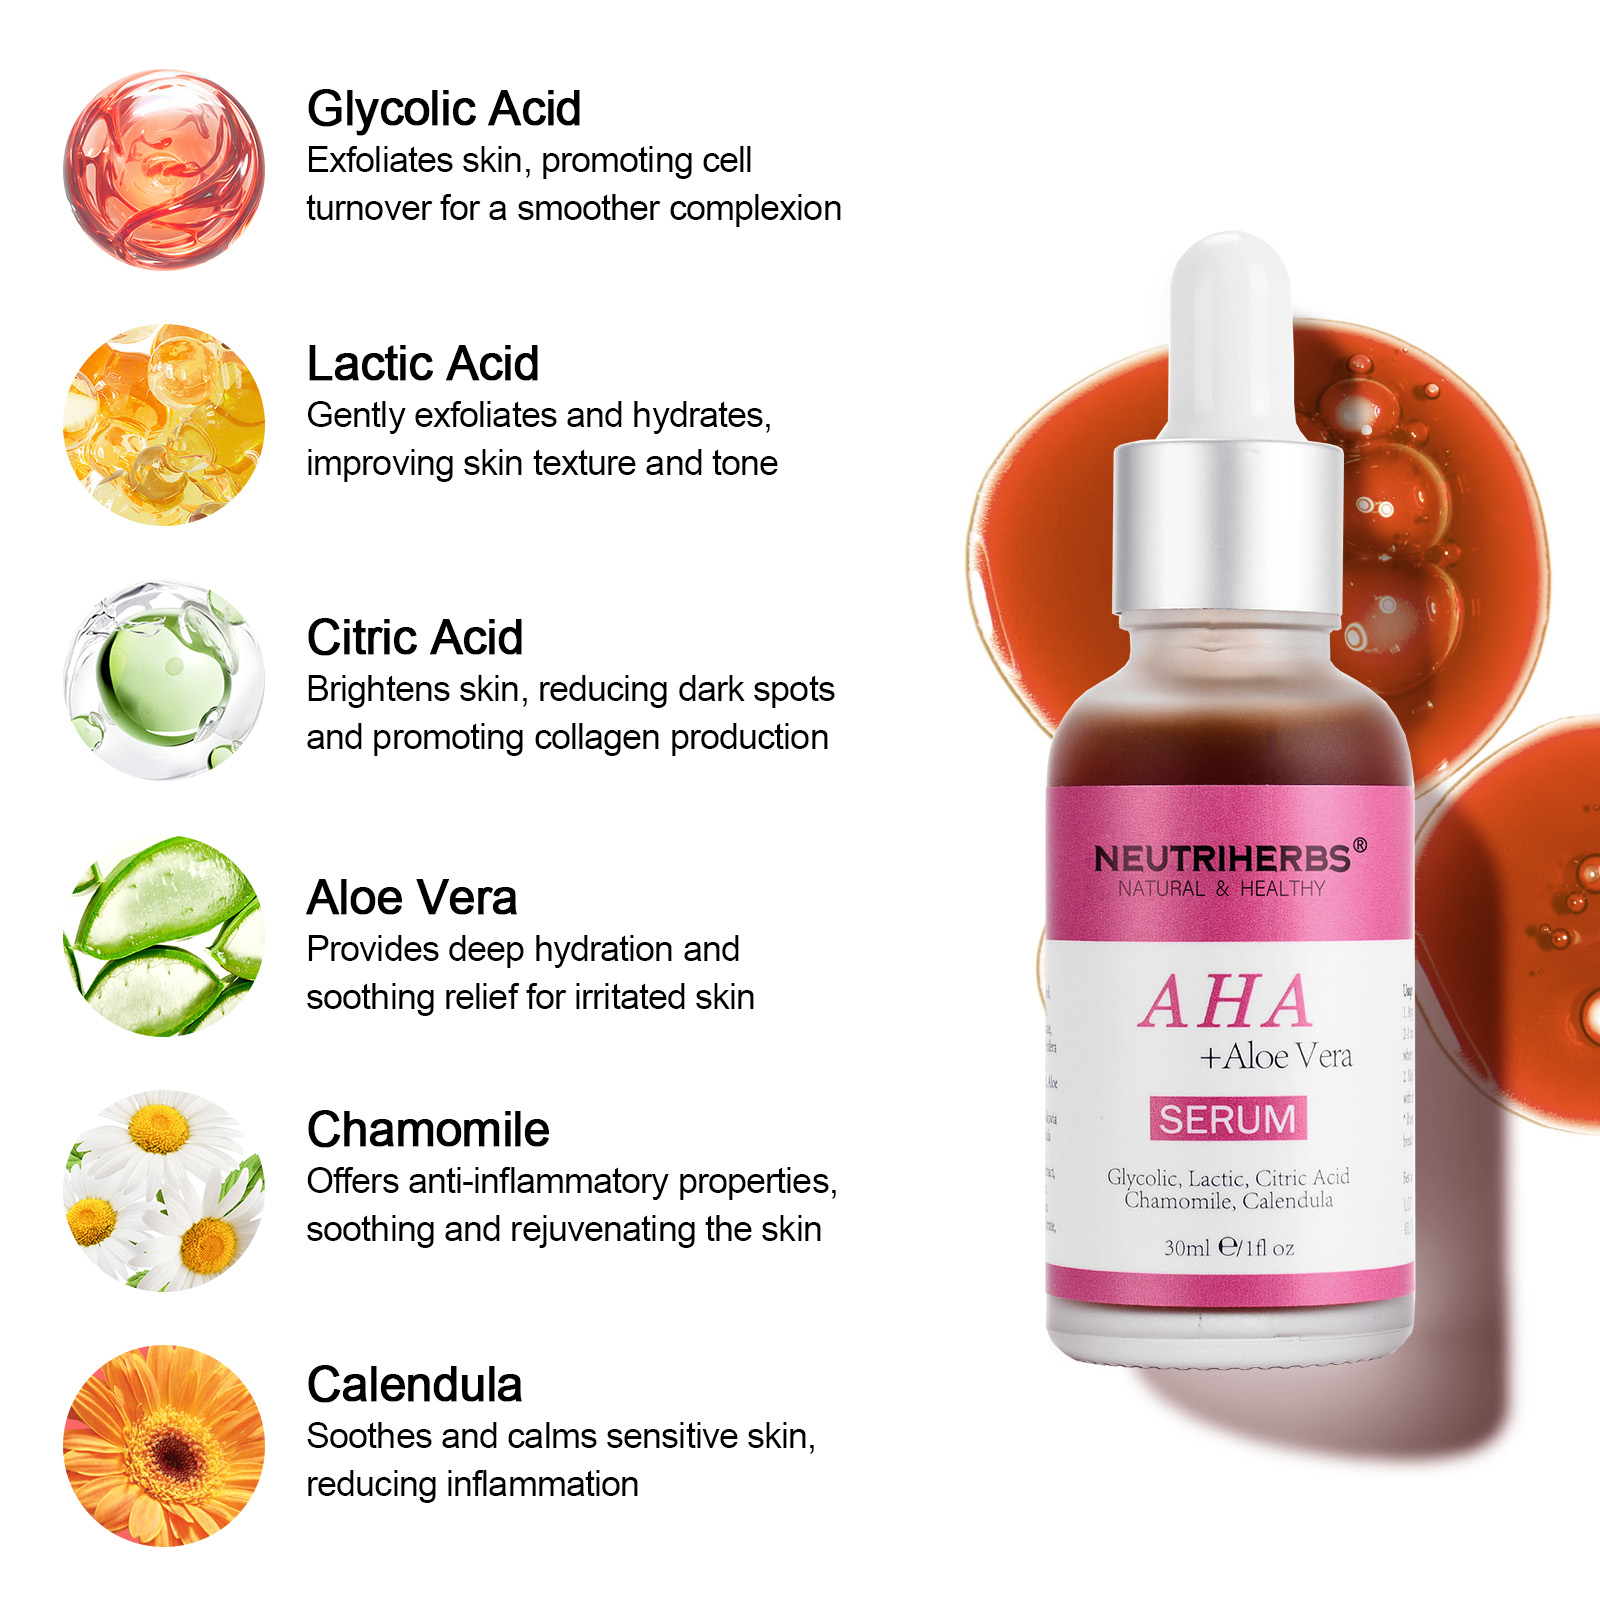 Glycolic Acid
Exfoliates skin, promoting cell
turnover for a smoother complexion
Lactic Acid
Gently exfoliates and hydrates,
improving skin texture and tone
Citric Acid
Brightens skin, reducing dark spots
and promoting collagen production
Aloe Vera
Provides deep hydration and
soothing relief for irritated skin
Chamomile
Offers anti-inflammatory properties,
soothing and rejuvenating the skin
Calendula
Soothes and calms sensitive skin,
reducing inflammation
NEUTRIHERBS®
NATURAL & HEALTHY
AHA
+Aloe Vera
SERUM
Glycolic, Lactic, Citric Acid
Chamomile, Calendula
30ml ℮/1fl oz